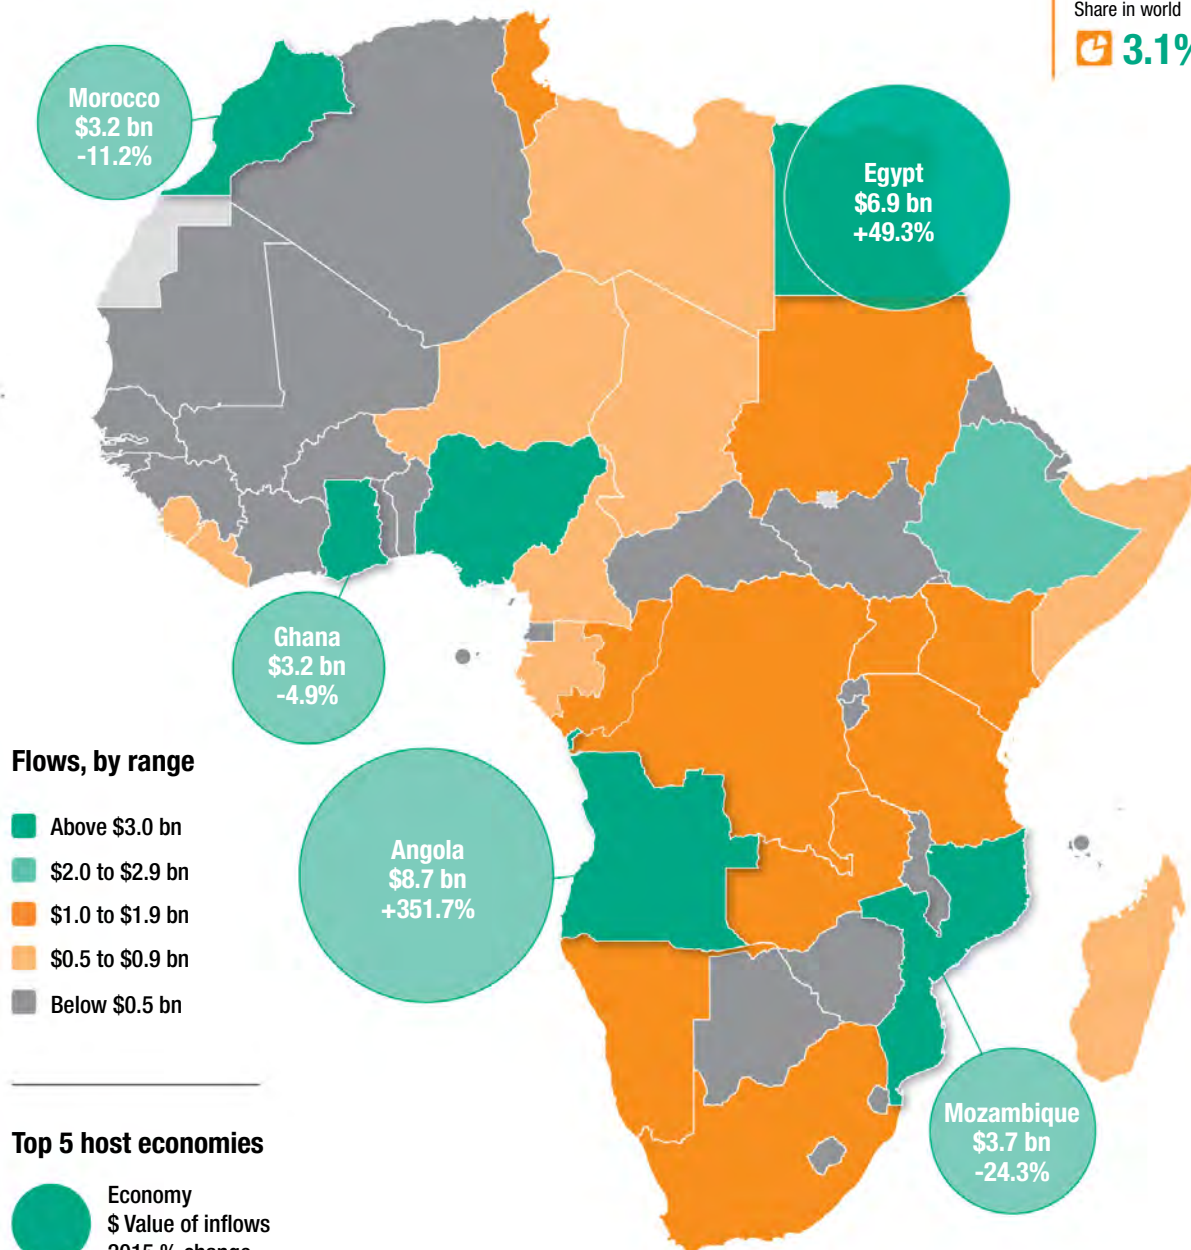 Share in world
3.1%
Morocco
$3.2 bn
-11.2%
Egypt
$6.9 bn
+49.3%
Ghana
$3.2 bn
-4.9%
Flows, by range
Above $3.0 bn
$2.0 to $2.9 bn
$1.0 to $1.9 bn
$0.5 to $0.9 bn
Below $0.5 bn
Angola
$8.7 bn
+351.7%
Mozambique
$3.7 bn
-24.3%
Top 5 host economies
Economy
$ Value of inflows
2015 % change